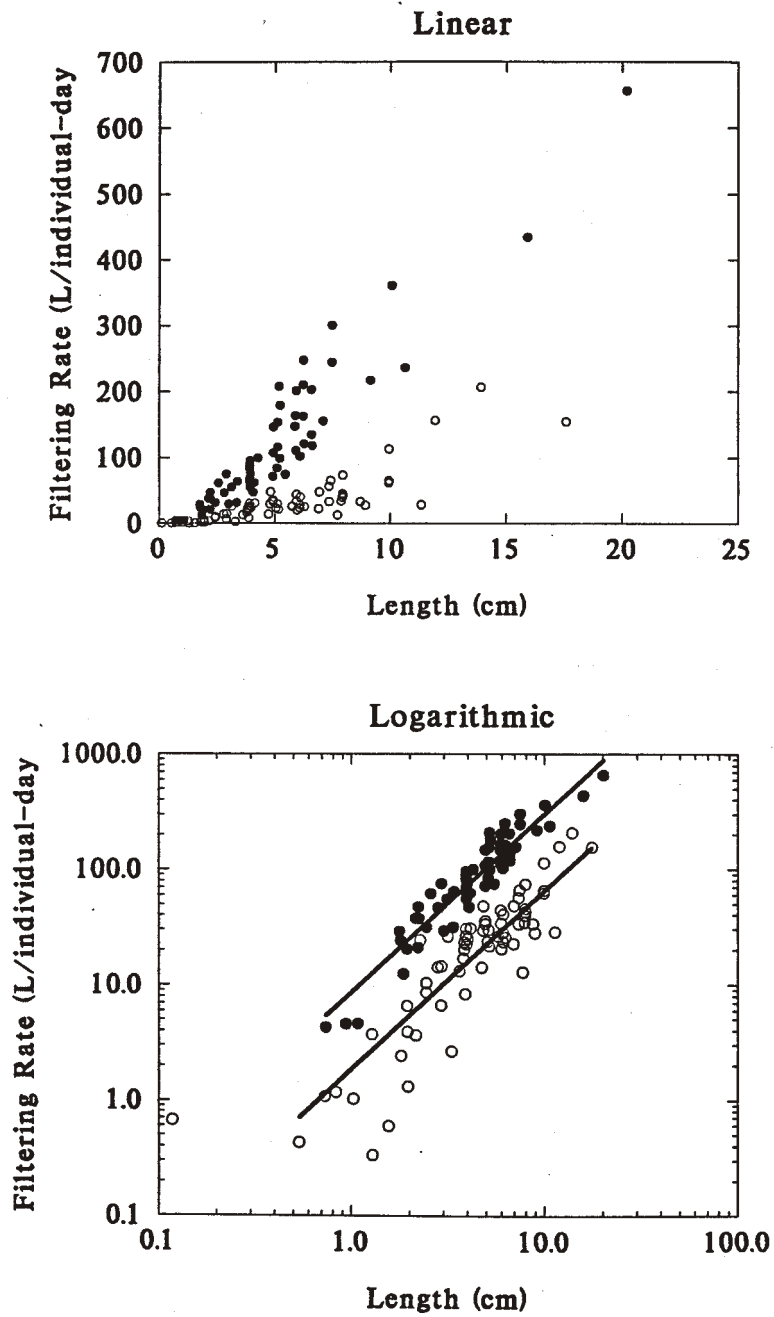 Linear
Filtering Rate (L/individual-day
700
600
500
400
300
200
100
0
0 5 10 15 20 25
Length (cm)
Logarithmic
Filtering Rate (L/individual-day
1000.0
100.0
10.0
1.0
0.1
0.1 1.0 10.0 100.0
Length (cm)